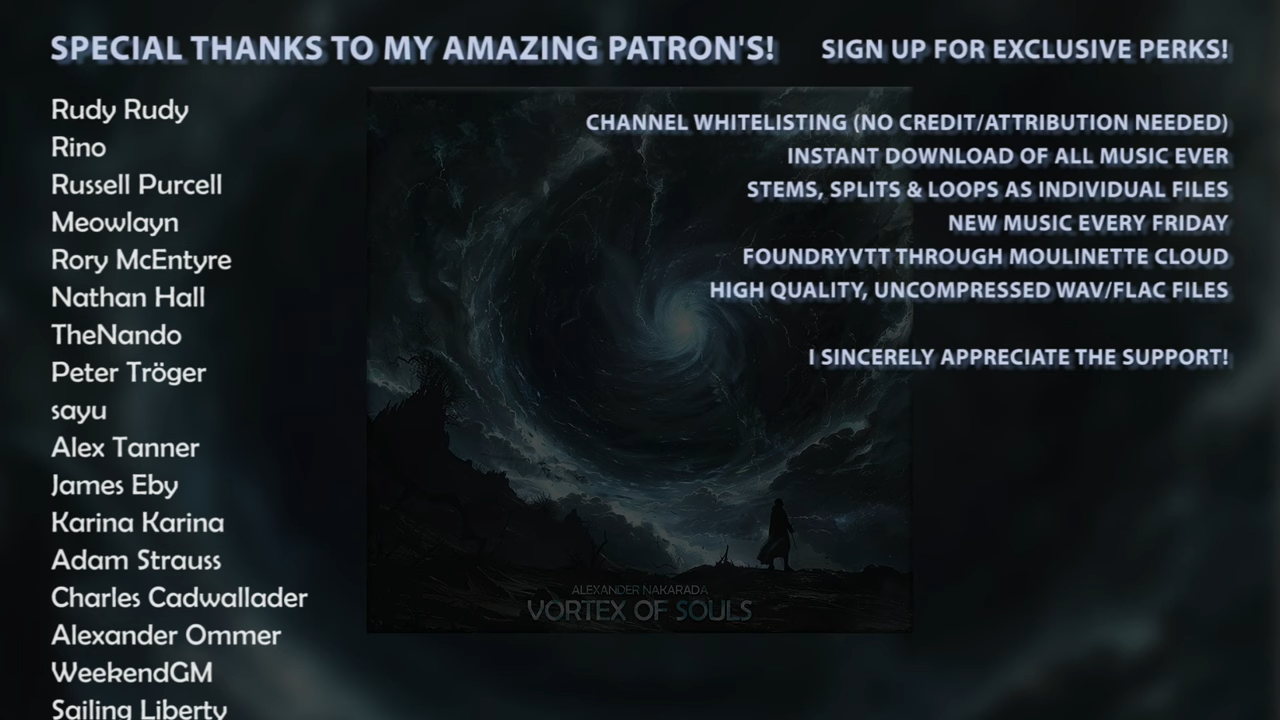 SPECIAL THANKS TO MY AMAZING PATRON'S!
SIGN UP FOR EXCLUSIVE PERKS!
Rudy Rudy
Rino
Russell Purcell
Meowlayn
Rory McEntyre
Nathan Hall
TheNando
Peter Tröger
sayu
Alex Tanner
James Eby
Karina Karina
Adam Strauss
Charles Cadwallader
Alexander Ommer
WeekendGM
Sailing Liberty
CHANNEL WHITELISTING (NO CREDIT/ATTRIBUTION NEEDED)
INSTANT DOWNLOAD OF ALL MUSIC EVER
STEMS, SPLITS & LOOPS AS INDIVIDUAL FILES
NEW MUSIC EVERY FRIDAY
FOUNDRYVTT THROUGH MOULINETTE CLOUD
HIGH QUALITY, UNCOMPRESSED WAV/FLAC FILES
I SINCERELY APPRECIATE THE SUPPORT!
ALEXANDER NAKARADA
VORTEX OF SOULS